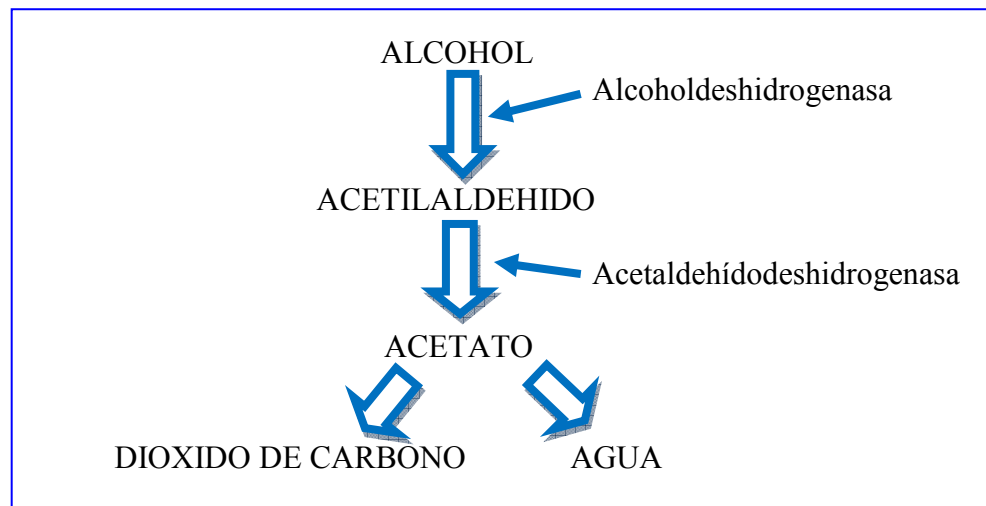 ALCOHOL
Alcoholdeshidrogenasa
ACETILALDEHIDO
Acetaldehídodeshidrogenasa
ACETATO
DIOXIDO DE CARBONO
AGUA